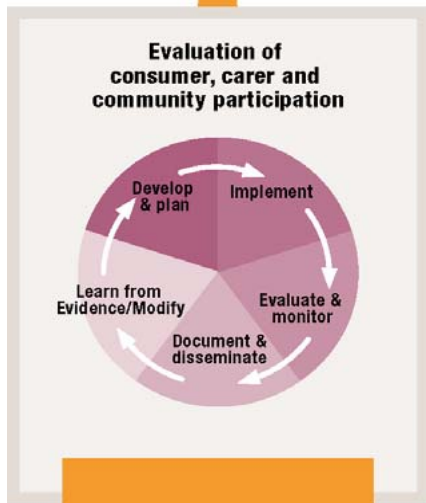 Evaluation of
consumer, carer and
community participation
Develop
& plan
Implement
Evaluate &
monitor
Document &
disseminate
Learn from
Evidence/Modify